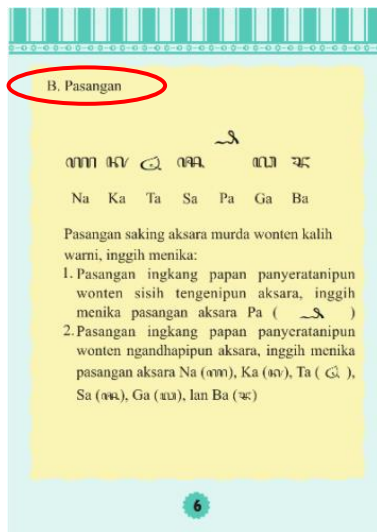 B. Pasangan
Na Ka Ta Sa Pa Ga Ba
Pasangan saking aksara murda wonten kalih
warni, inggih menika:
1. Pasangan ingkang papan panyeratanipun
wonten sisih tengenipun aksara, inggih
menika pasangan aksara Pa ( )
2. Pasangan ingkang papan panyeratanipun
wonten ngandhapipun aksara, inggih menika
pasangan aksara Na ( ), Ka ( ), Ta ( ),
Sa ( ), Ga ( ), lan Ba ( )
6